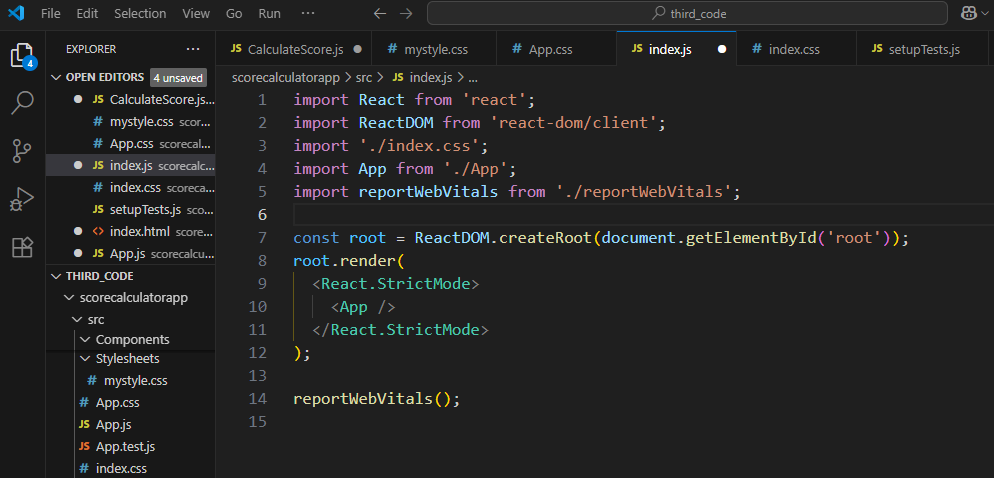 File Edit Selection View Go Run ··· ← → third_code
EXPLORER ···
OPEN EDITORS 4 unsaved
JS CalculateScore.js...
# mystyle.css scor...
# App.css scorecal...
JS index.js scorecalc...
# index.css scoreca...
JS setupTests.js sco...
<> index.html score...
JS App.js scorecalcu...
THIRD_CODE
scorecalculatorapp
src
Components
Stylesheets
# mystyle.css
# App.css
JS App.js
JS App.test.js
# index.css
4
JS CalculateScore.js # mystyle.css # App.css JS index.js # index.css JS setupTests.js
scorecalculatorapp > src > JS index.js > ...
1 import React from 'react';
2 import ReactDOM from 'react-dom/client';
3 import './index.css';
4 import App from './App';
5 import reportWebVitals from './reportWebVitals';
6
7 const root = ReactDOM.createRoot(document.getElementById('root'));
8 root.render(
9 <React.StrictMode>
10 <App />
11 </React.StrictMode>
12 );
13
14 reportWebVitals();
15